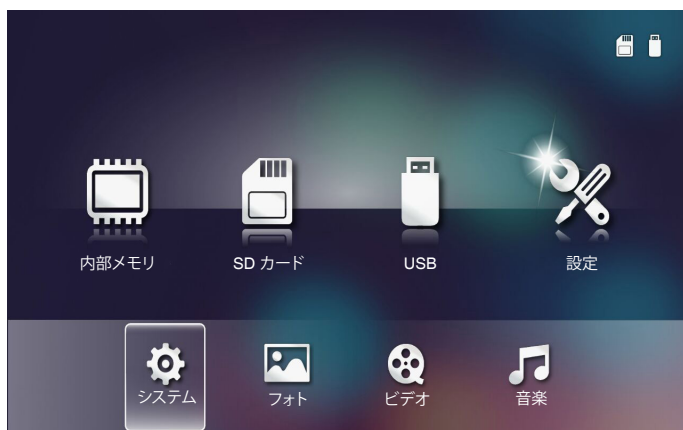 内部メモリ
SD カード
USB
設定
システム
フォト
ビデオ
音楽